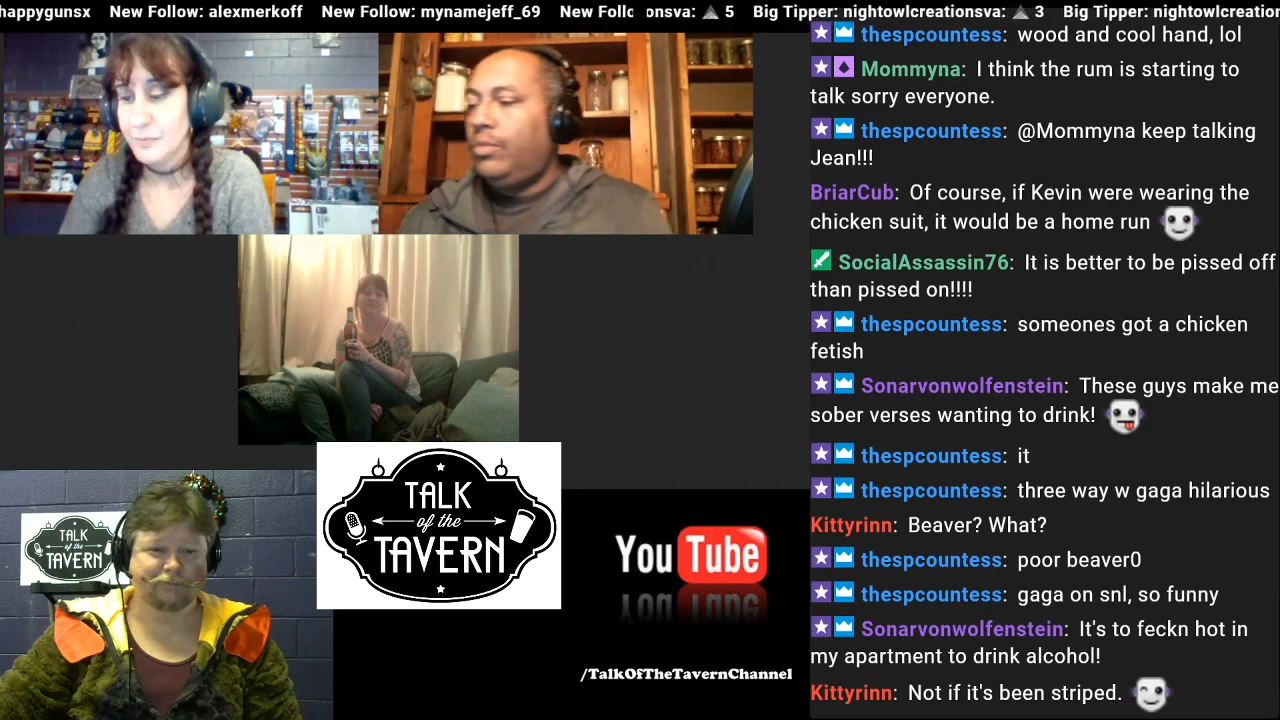 happygunsx New Follow: alexmerkoff New Follow: mynamejeff_69 New Follo onsva: 5 Big Tipper: nightowlcreationsva: 3 Big Tipper: nightowlcreation
thespcountess: wood and cool hand, lol
Mommyna: I think the rum is starting to
talk sorry everyone.
thespcountess: @Mommyna keep talking
Jean!!!
BriarCub: Of course, if Kevin were wearing the
chicken suit, it would be a home run
SocialAssassin76: It is better to be pissed off
than pissed on!!!!
thespcountess: someones got a chicken
fetish
Sonarvonwolfenstein: These guys make me
sober verses wanting to drink!
thespcountess: it
thespcountess: three way w gaga hilarious
Kittyrinn: Beaver? What?
thespcountess: poor beaver0
thespcountess: gaga on snl, so funny
Sonarvonwolfenstein: It's to feckn hot in
my apartment to drink alcohol!
Kittyrinn: Not if it's been striped.
TALK
of the
TAVERN
TALK
of the
TAVERN
YouTube
/TalkOfTheTavernChannel